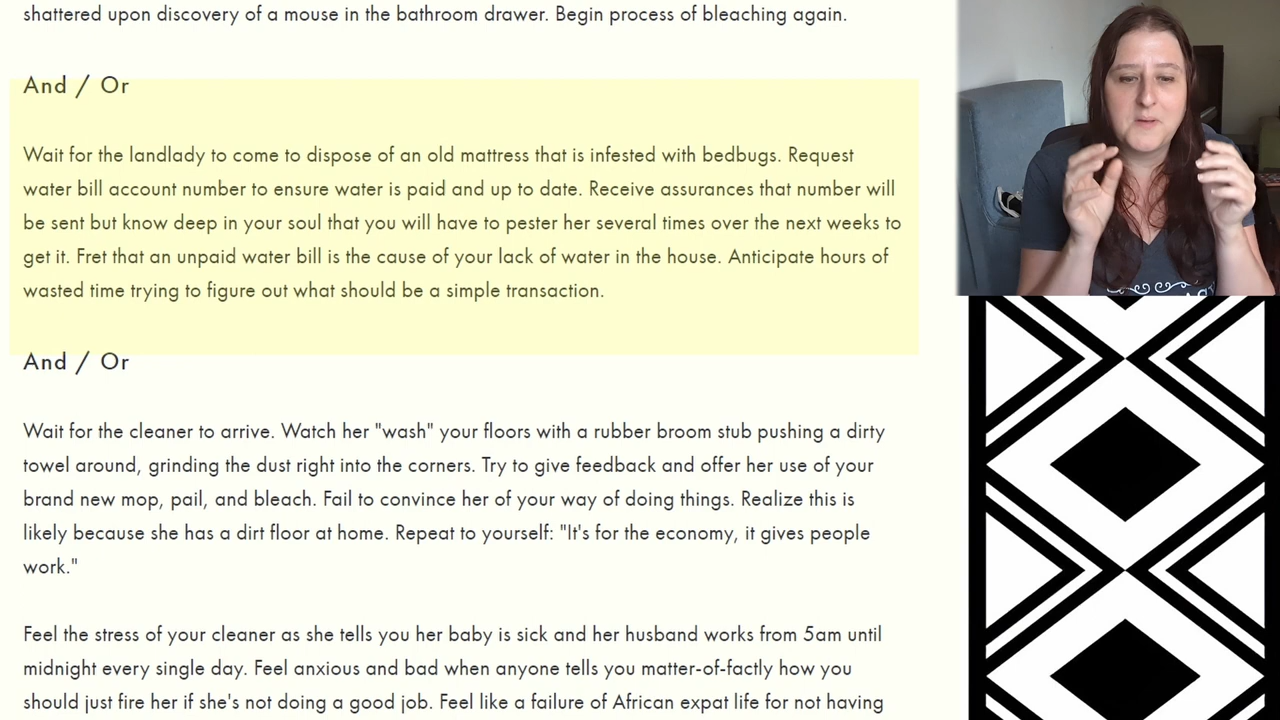 shattered upon discovery of a mouse in the bathroom drawer. Begin process of bleaching again.
And / Or
Wait for the landlady to come to dispose of an old mattress that is infested with bedbugs. Request
water bill account number to ensure water is paid and up to date. Receive assurances that number will
be sent but know deep in your soul that you will have to pester her several times over the next weeks to
get it. Fret that an unpaid water bill is the cause of your lack of water in the house. Anticipate hours of
wasted time trying to figure out what should be a simple transaction.
And / Or
Wait for the cleaner to arrive. Watch her "wash" your floors with a rubber broom stub pushing a dirty
towel around, grinding the dust right into the corners. Try to give feedback and offer her use of your
brand new mop, pail, and bleach. Fail to convince her of your way of doing things. Realize this is
likely because she has a dirt floor at home. Repeat to yourself: "It's for the economy, it gives people
work."
Feel the stress of your cleaner as she tells you her baby is sick and her husband works from 5am until
midnight every single day. Feel anxious and bad when anyone tells you matter-of-factly how you
should just fire her if she's not doing a good job. Feel like a failure of African expat life for not having